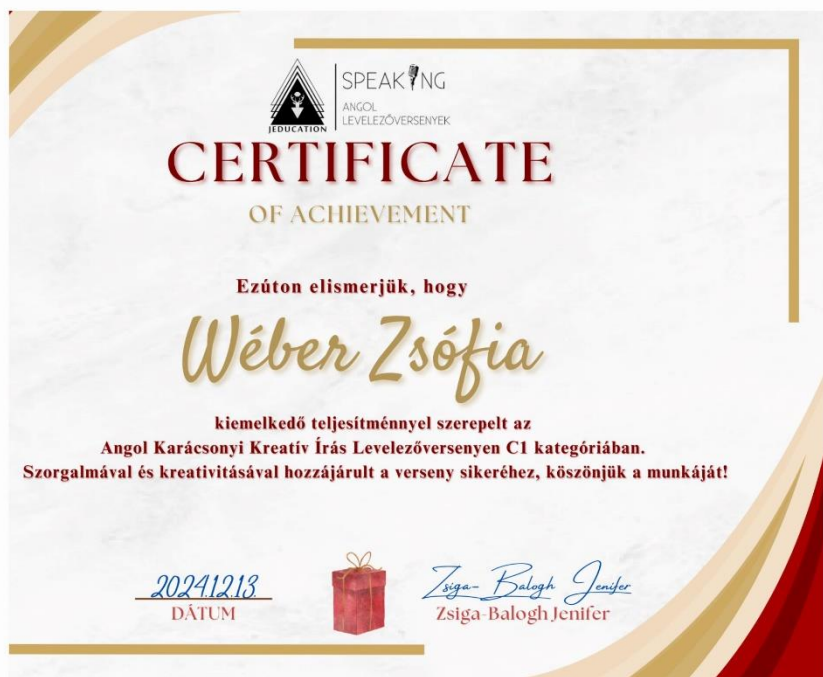 SPEAKING
ANGOL
LEVELEZŐVERSENYEK
JEDUCATION
CERTIFICATE
OF ACHIEVEMENT
Ezúton elismerjük, hogy
Wéber Zsófia
kiemelkedő teljesítménnyel szerepelt az
Angol Karácsonyi Kreatív Írás Levelezőversenyen C1 kategóriában.
Szorgalmával és kreativitásával hozzájárult a verseny sikeréhez, köszönjük a munkáját!
2024.12.13.
DÁTUM
Zsiga-Balogh Jenifer
Zsiga-Balogh Jenifer